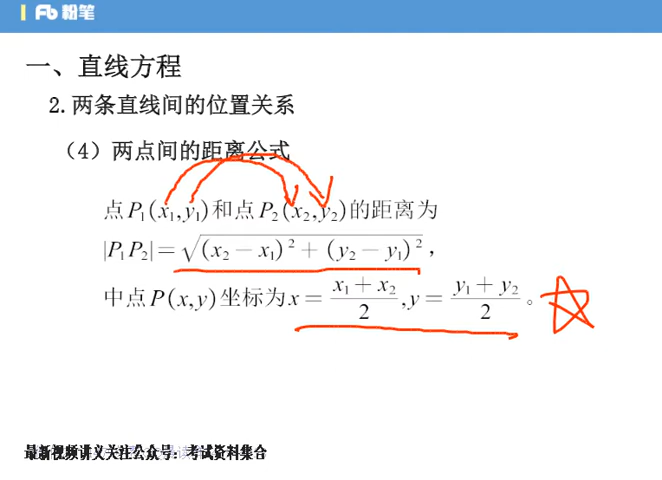 Fb 粉笔
一、直线方程
2.两条直线间的位置关系
（4）两点间的距离公式
点P₁(x₁,y₁)和点P₂(x₂,y₂)的距离为
|P₁P₂|=√(x₂−x₁)²+(y₂−y₁)²，
中点P(x,y)坐标为x=x₁+x₂/2,y=y₁+y₂/2。
最新视频讲义关注公众号：考试资料集合